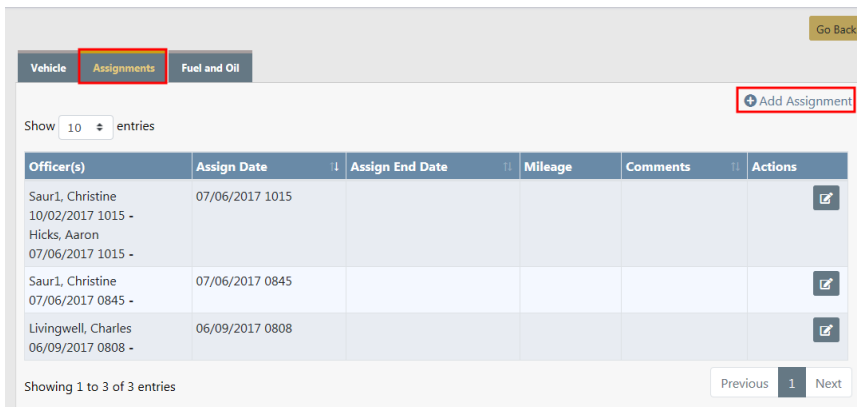 Go Back
Vehicle Assignments Fuel and Oil
Add Assignment
Show 10 entries
Officer(s) Assign Date Assign End Date Mileage Comments Actions
Saur1, Christine 07/06/2017 1015
10/02/2017 1015 -
Hicks, Aaron
07/06/2017 1015 -
Saur1, Christine 07/06/2017 0845
07/06/2017 0845 -
Livingwell, Charles 06/09/2017 0808
06/09/2017 0808 -
Showing 1 to 3 of 3 entries
Previous 1 Next